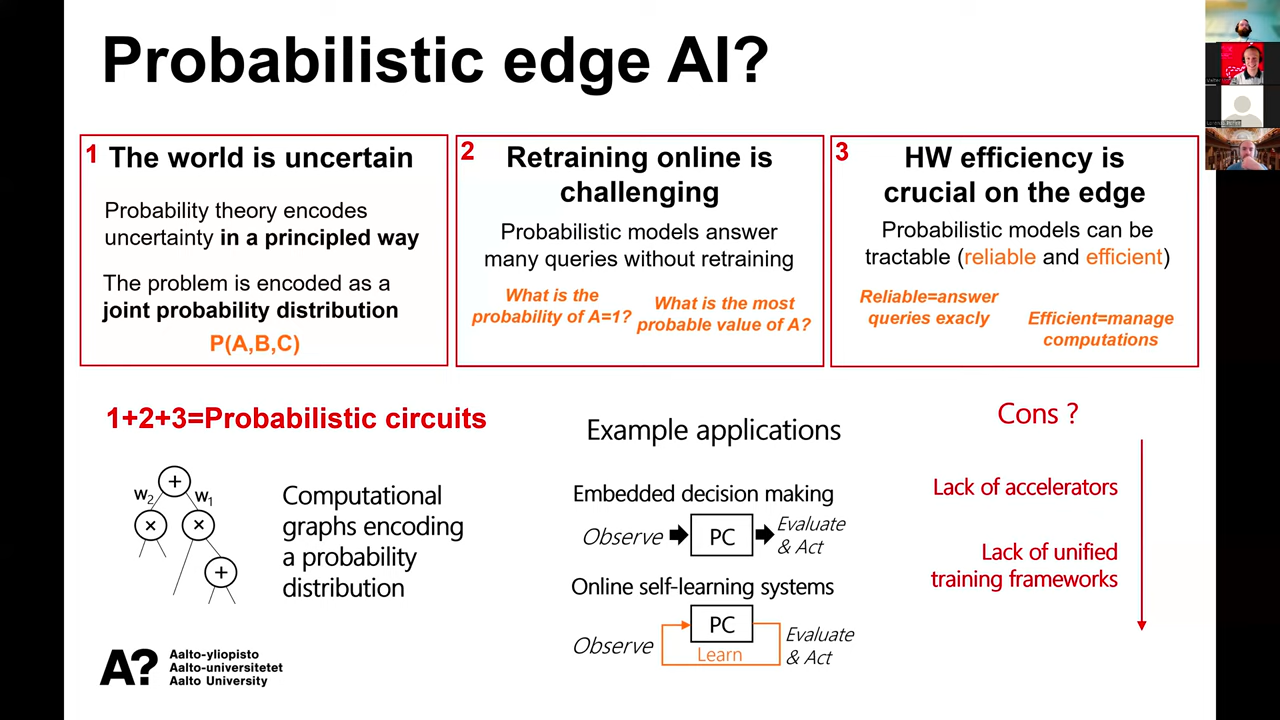 Probabilistic edge AI?
1 The world is uncertain
Probability theory encodes
uncertainty in a principled way
The problem is encoded as a
joint probability distribution
P(A,B,C)
2 Retraining online is
challenging
Probabilistic models answer
many queries without retraining
What is the
probability of A=1?
What is the most
probable value of A?
3 HW efficiency is
crucial on the edge
Probabilistic models can be
tractable (reliable and efficient)
Reliable=answer
queries exacly
Efficient=manage
computations
1+2+3=Probabilistic circuits
+
w2 w1
× ×
+
Computational
graphs encoding
a probability
distribution
Example applications
Embedded decision making
Observe PC Evaluate
& Act
Online self-learning systems
Observe PC Evaluate
& Act
Learn
Cons ?
Lack of accelerators
Lack of unified
training frameworks
A?
Aalto-yliopisto
Aalto-universitetet
Aalto University